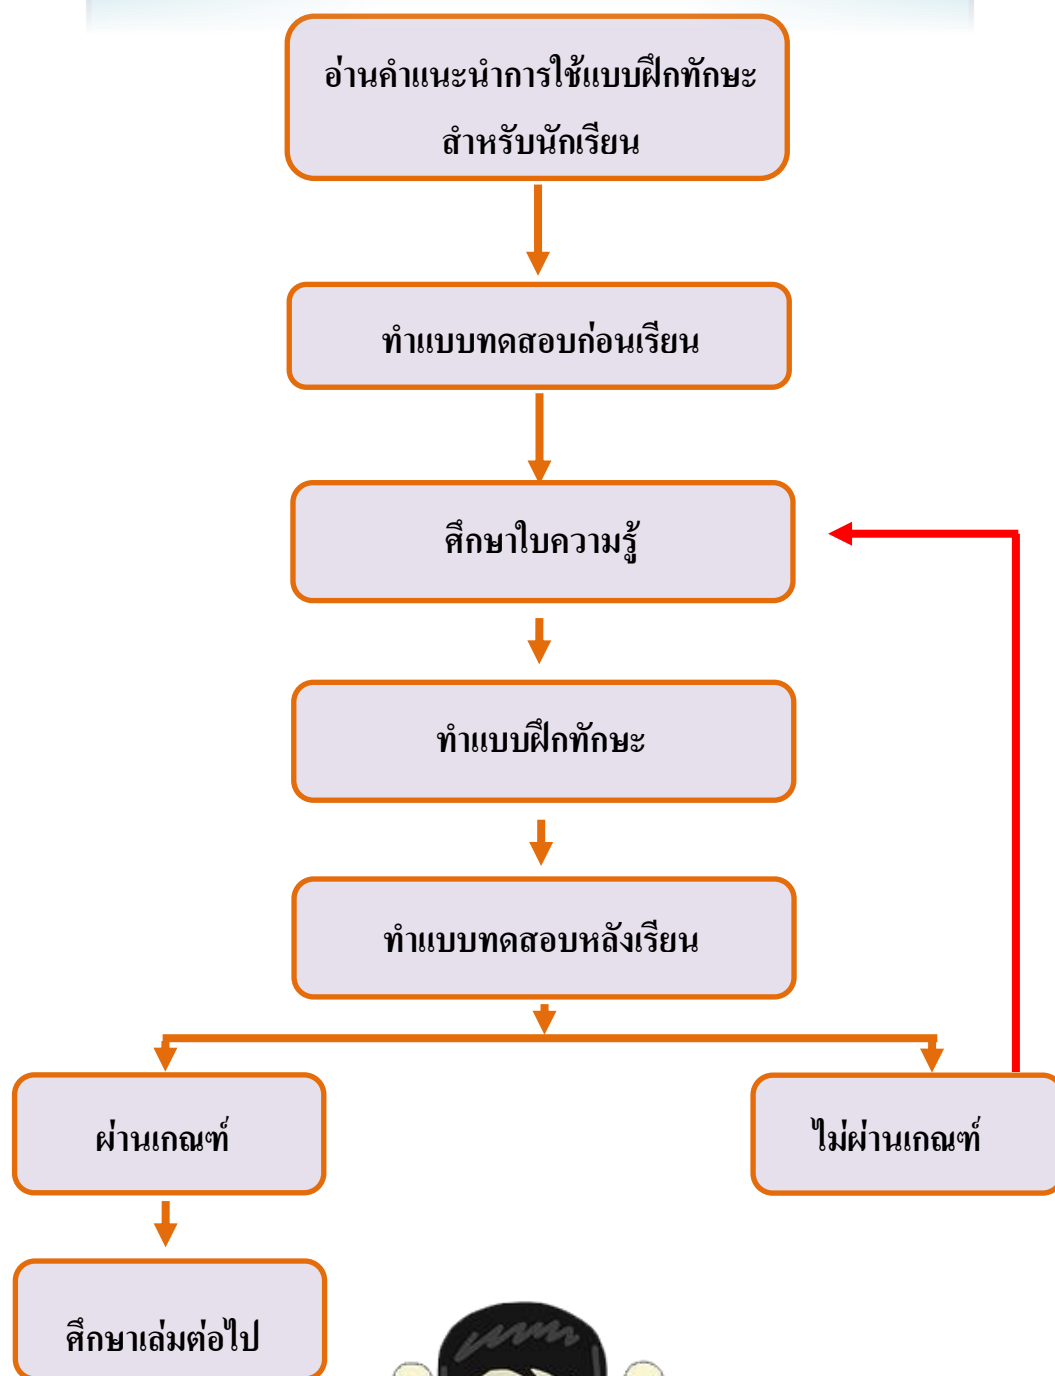 อ่านคำแนะนำการใช้แบบฝึกทักษะ
สำหรับนักเรียน
ทำแบบทดสอบก่อนเรียน
ศึกษาใบความรู้
ทำแบบฝึกทักษะ
ทำแบบทดสอบหลังเรียน
ผ่านเกณฑ์
ไม่ผ่านเกณฑ์
ศึกษาเล่มต่อไป